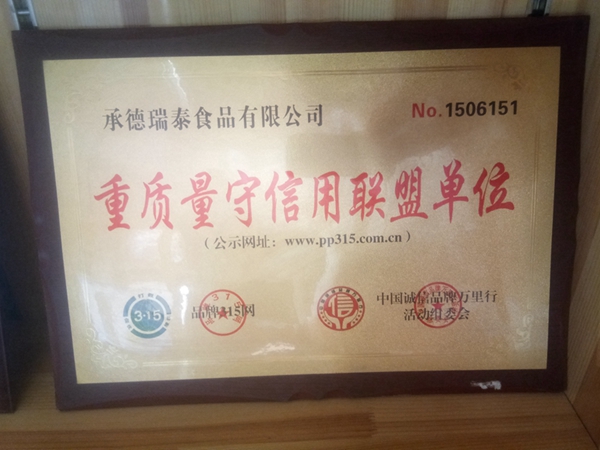 承德瑞泰食品有限公司
No.1506151
重质量守信用联盟单位
（公示网址：www.pp315.com.cn）
3·15
品牌315网
信
中国诚信品牌万里行
活动组委会